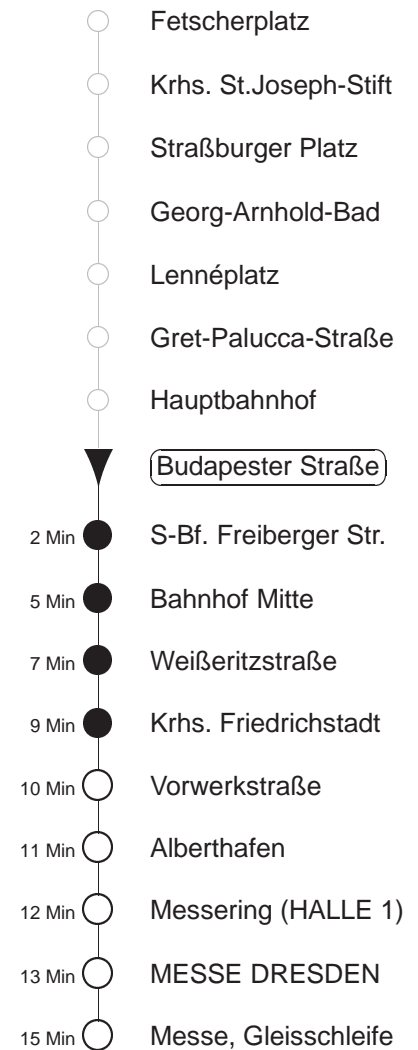 Fetscherplatz
Krhs. St.Joseph-Stift
Straßburger Platz
Georg-Arnhold-Bad
Lennéplatz
Gret-Palucca-Straße
Hauptbahnhof
Budapester Straße
2 Min S-Bf. Freiberger Str.
5 Min Bahnhof Mitte
7 Min Weißeritzstraße
9 Min Krhs. Friedrichstadt
10 Min Vorwerkstraße
11 Min Alberthafen
12 Min Messering (HALLE 1)
13 Min MESSE DRESDEN
15 Min Messe, Gleisschleife